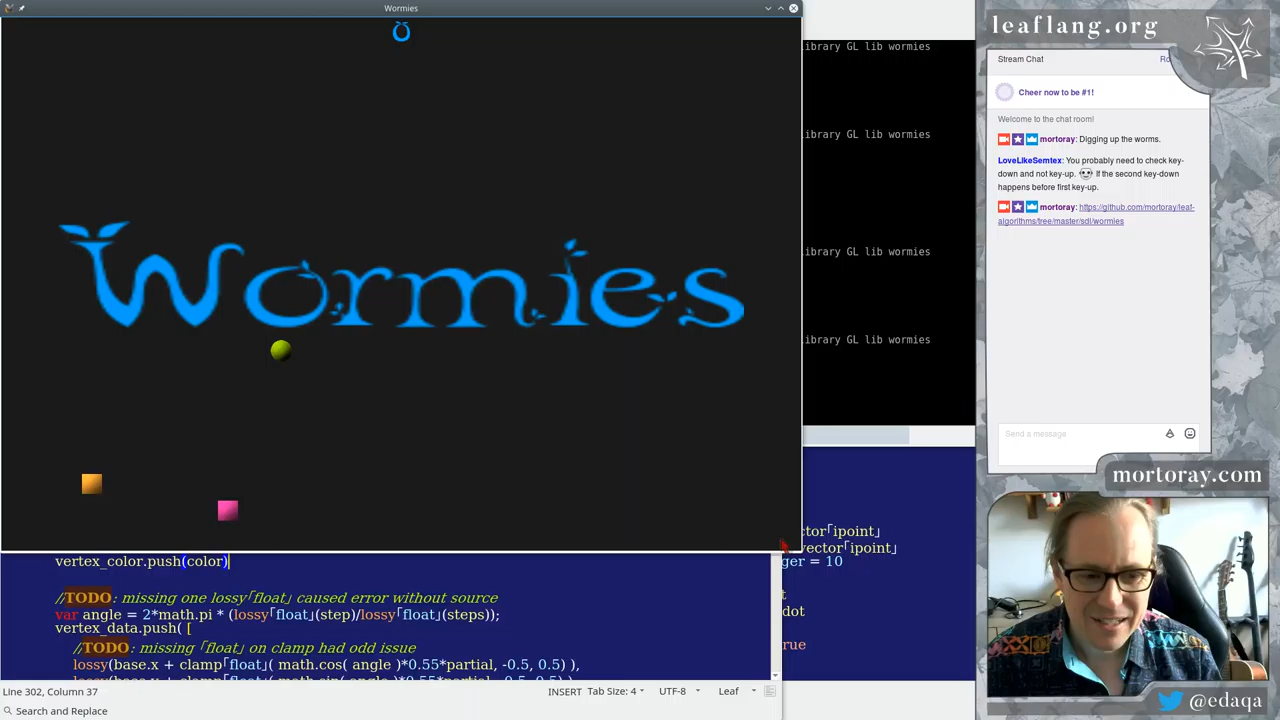 Wormies
0
Wormies
ibrary GL lib wormies
ibrary GL lib wormies
ibrary GL lib wormies
ibrary GL lib wormies
ctor「ipoint」
vector「ipoint」
ger = 10
dot
rue
vertex_color.push(color)
//TODO: missing one lossy「float」 caused error without source
var angle = 2*math.pi * (lossy「float」(step)/lossy「float」(steps));
vertex_data.push( [
//TODO: missing 「float」 on clamp had odd issue
lossy(base.x + clamp「float」( math.cos( angle )*0.55*partial, -0.5, 0.5) ),
Line 302, Column 37
INSERT
Tab Size: 4
UTF-8
Leaf
Search and Replace
leaflang.org
Stream Chat
Ro
Cheer now to be #1!
Welcome to the chat room!
mortoray: Digging up the worms.
LoveLikeSemtex: You probably need to check key-
down and not key-up. If the second key-down
happens before first key-up.
mortoray: https://github.com/mortoray/leaf-
algorithms/tree/master/sdl/wormies
Send a message
mortoray.com
@edaqa